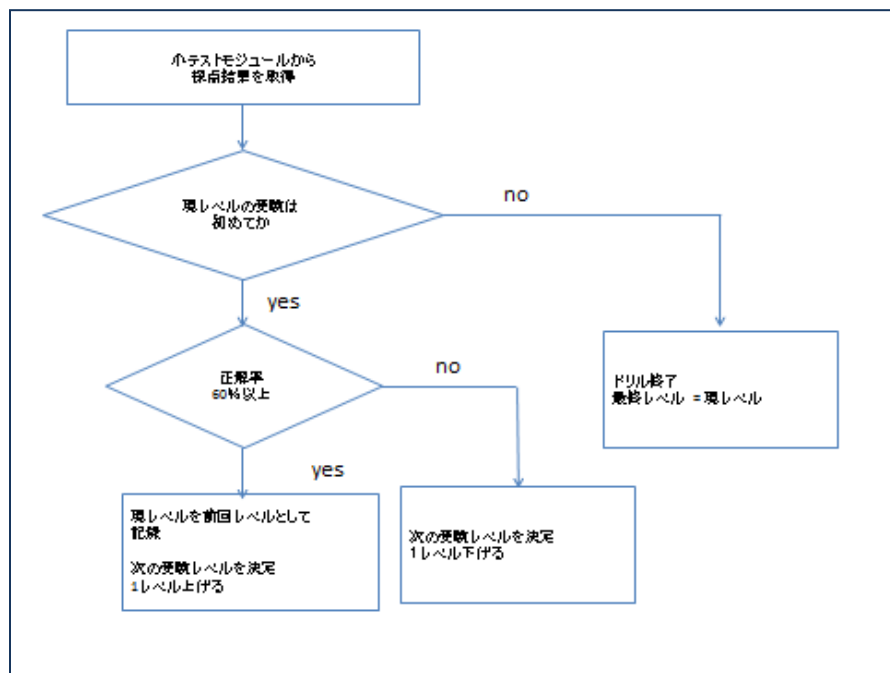 小テストモジュールから
採点結果を取得
現レベルの受験は
初めてか
no
yes
正解率
60%以上
no
yes
ドリル終了
最終レベル = 現レベル
現レベルを前回レベルとして
記録
次の受験レベルを決定
1レベル上げる
次の受験レベルを決定
1レベル下げる